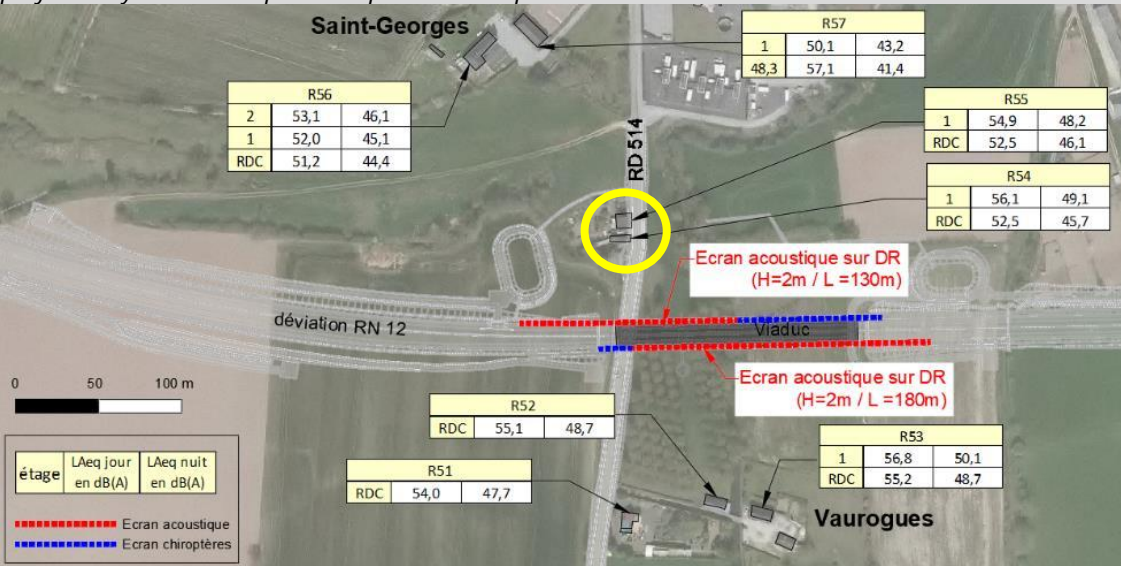 Saint-Georges
R57
1 50,1 43,2
48,3 57,1 41,4
R56
2 53,1 46,1
1 52,0 45,1
RDC 51,2 44,4
R55
1 54,9 48,2
RDC 52,5 46,1
RD 514
R54
1 56,1 49,1
RDC 52,5 45,7
Ecran acoustique sur DR
(H=2m / L =130m)
déviation RN 12
Viaduc
Ecran acoustique sur DR
(H=2m / L =180m)
0 50 100 m
R52
RDC 55,1 48,7
R53
1 56,8 50,1
RDC 55,2 48,7
R51
RDC 54,0 47,7
Vaurogues
étage
LAeq jour
en dB(A)
LAeq nuit
en dB(A)
Ecran acoustique
Ecran chiroptères